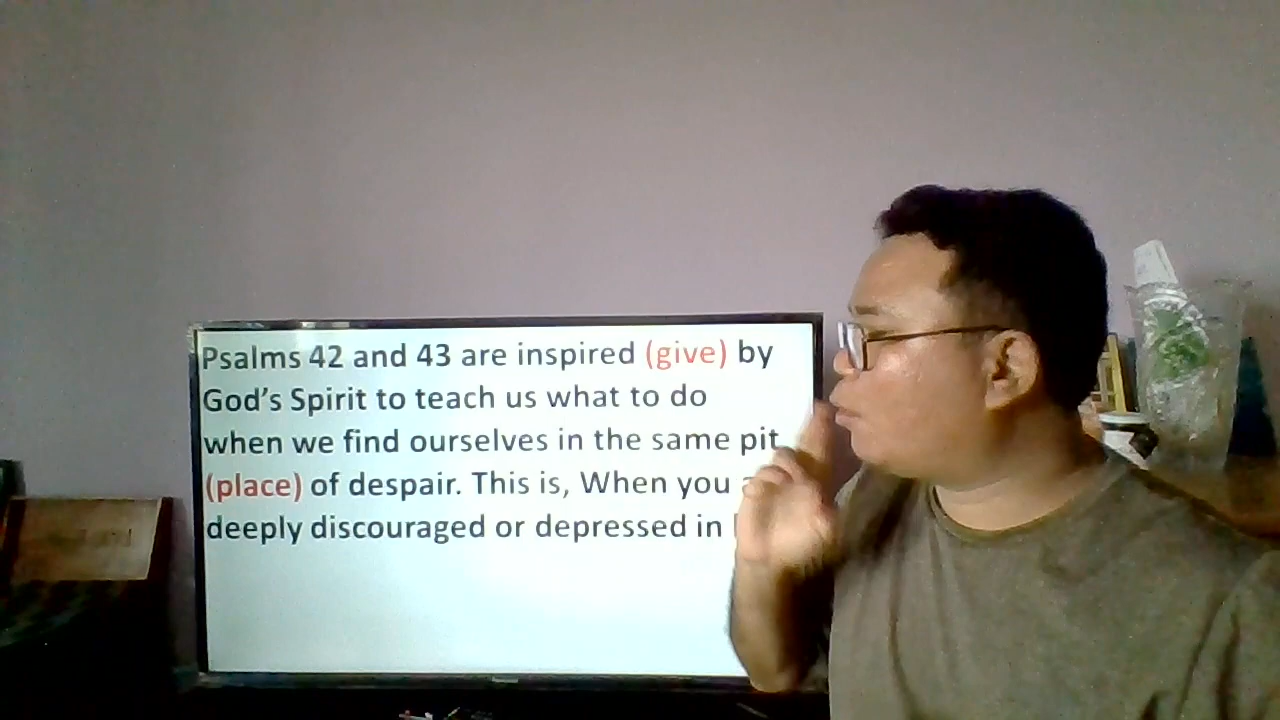 Psalms 42 and 43 are inspired (give) by
God's Spirit to teach us what to do
when we find ourselves in the same pit
(place) of despair. This is, When you
deeply discouraged or depressed in